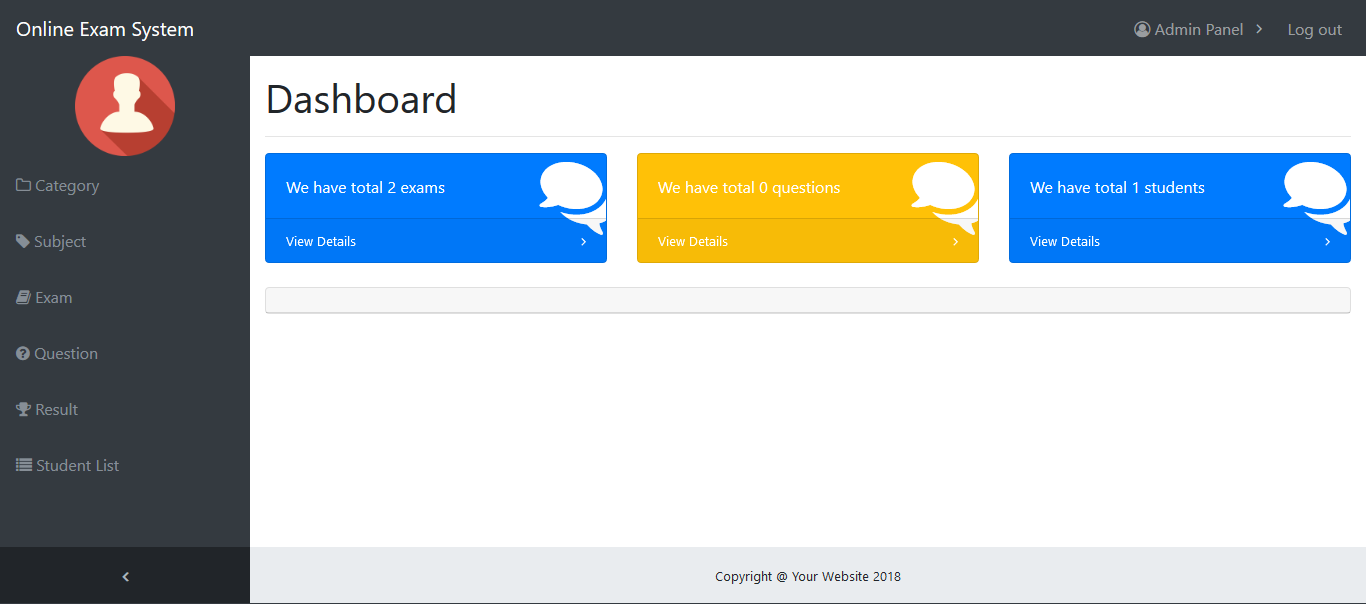 Online Exam System
Admin Panel
Log out
Category
Subject
Exam
Question
Result
Student List
Dashboard
We have total 2 exams
View Details
We have total 0 questions
View Details
We have total 1 students
View Details
Copyright @ Your Website 2018